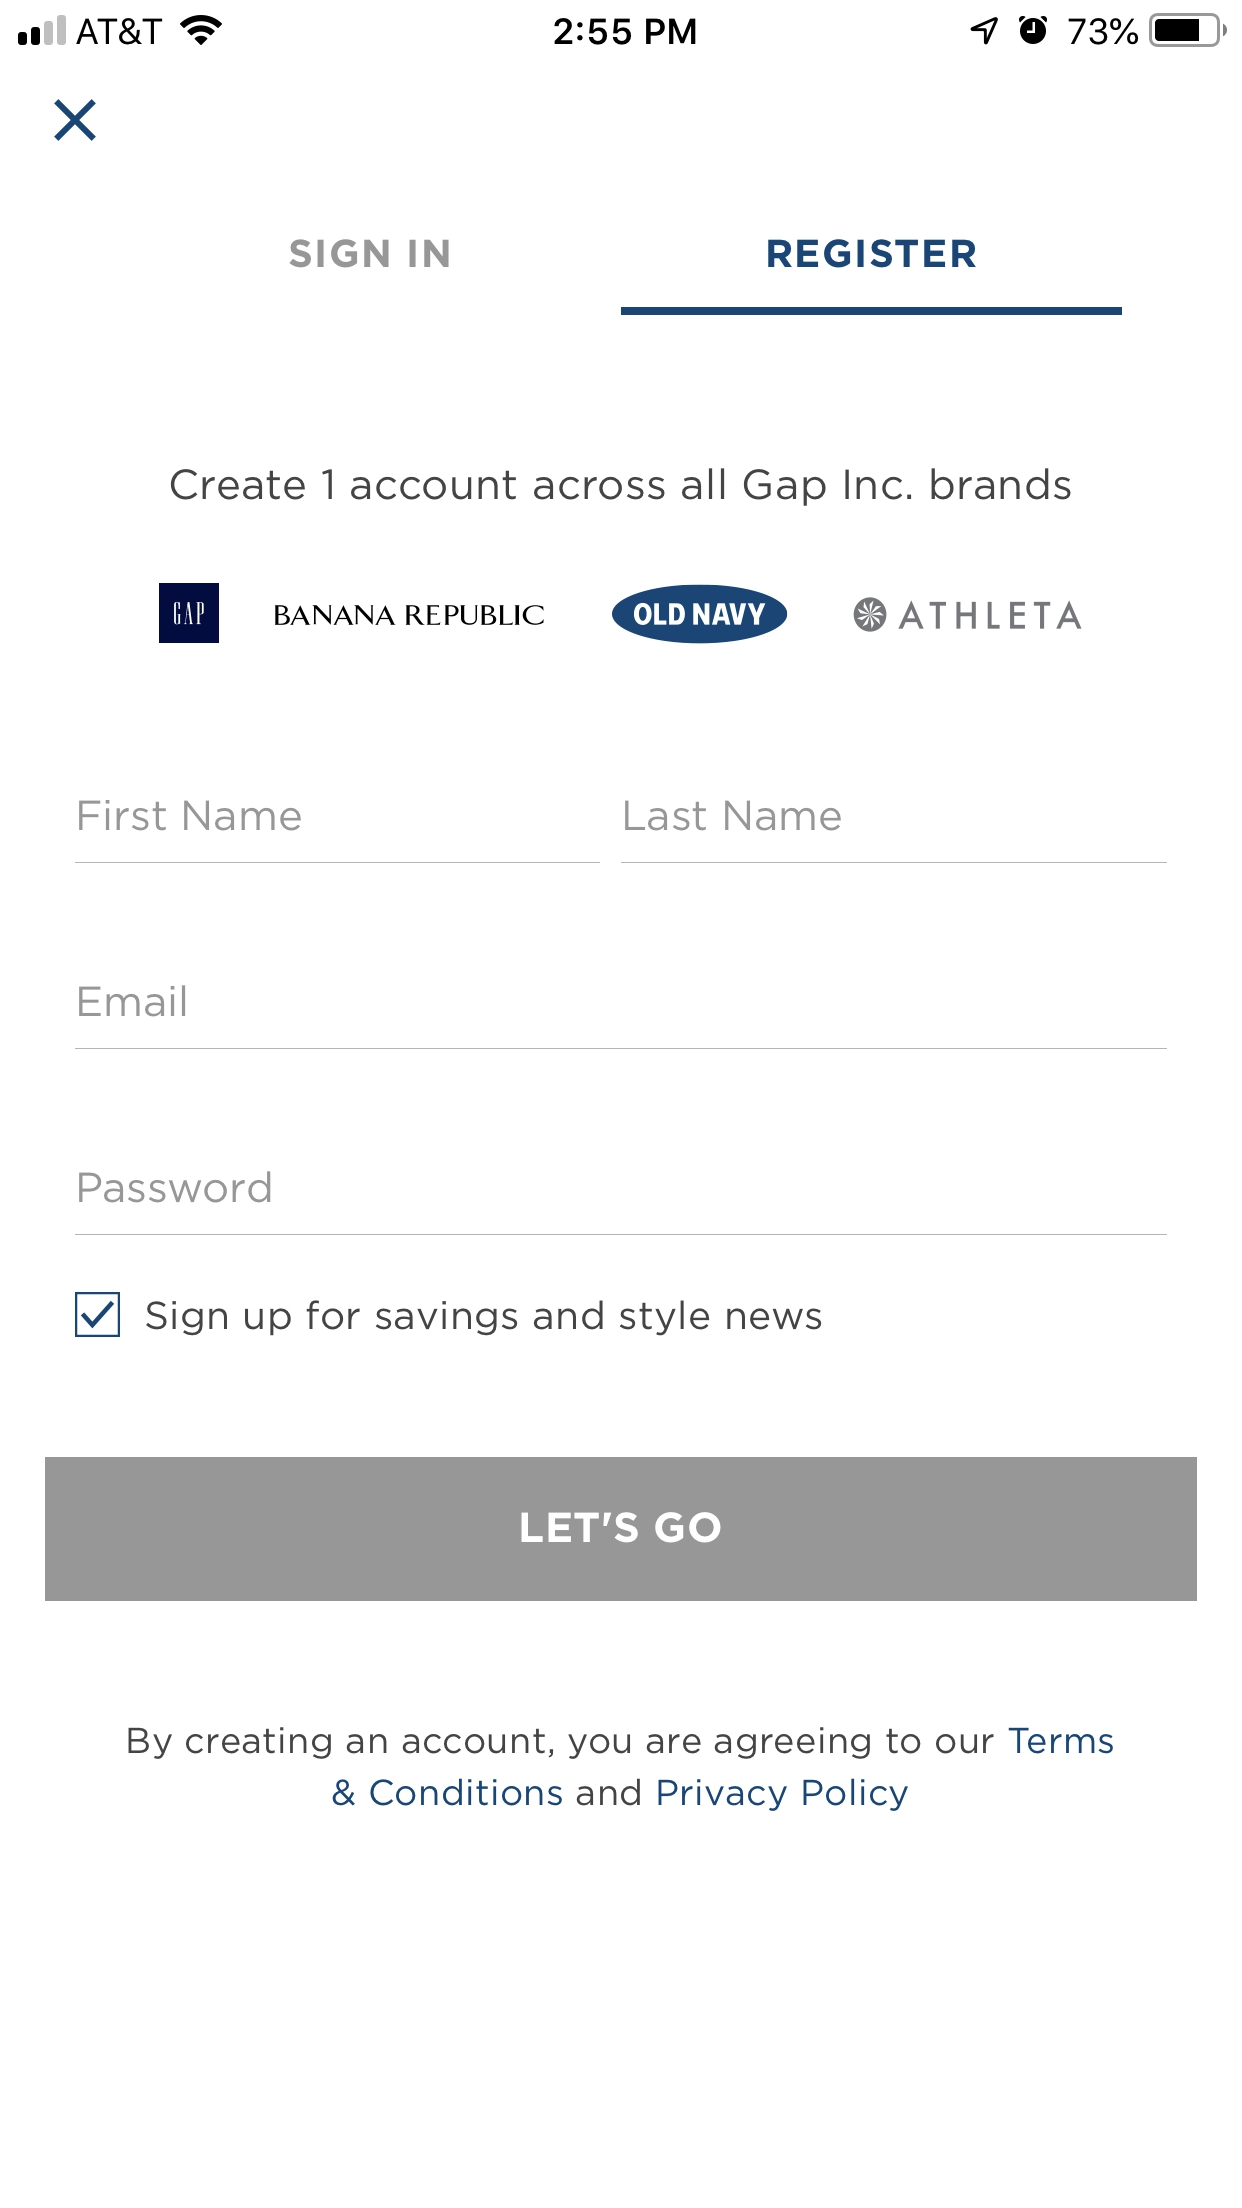 AT&T 2:55 PM 73%
SIGN IN REGISTER
Create 1 account across all Gap Inc. brands
GAP BANANA REPUBLIC OLD NAVY ATHLETA
First Name Last Name
Email
Password
Sign up for savings and style news
LET'S GO
By creating an account, you are agreeing to our Terms
& Conditions and Privacy Policy